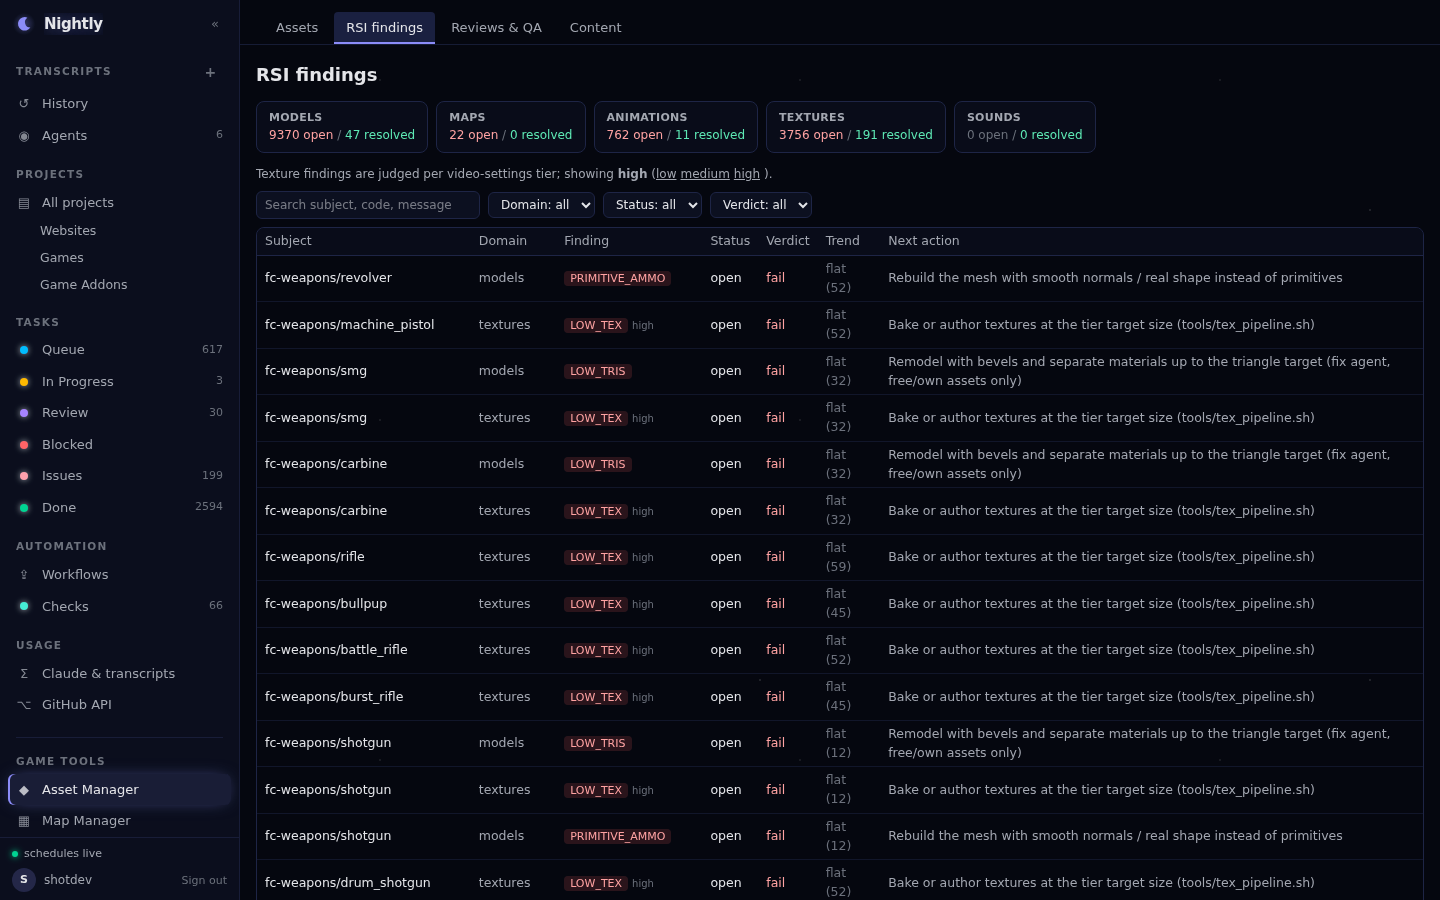 Nightly
«
TRANSCRIPTS
+
History
Agents 6
PROJECTS
All projects
Websites
Games
Game Addons
TASKS
Queue 617
In Progress 3
Review 30
Blocked
Issues 199
Done 2594
AUTOMATION
Workflows
Checks 66
USAGE
Σ Claude & transcripts
GitHub API
GAME TOOLS
Asset Manager
Map Manager
schedules live
S shotdev Sign out
Assets RSI findings Reviews & QA Content
RSI findings
MODELS
9370 open / 47 resolved
MAPS
22 open / 0 resolved
ANIMATIONS
762 open / 11 resolved
TEXTURES
3756 open / 191 resolved
SOUNDS
0 open / 0 resolved
Texture findings are judged per video-settings tier; showing high (low medium high ).
Search subject, code, message Domain: all Status: all Verdict: all
Subject Domain Finding Status Verdict Trend Next action
fc-weapons/revolver models PRIMITIVE_AMMO open fail flat (52) Rebuild the mesh with smooth normals / real shape instead of primitives
fc-weapons/machine_pistol textures LOW_TEX high open fail flat (52) Bake or author textures at the tier target size (tools/tex_pipeline.sh)
fc-weapons/smg models LOW_TRIS open fail flat (32) Remodel with bevels and separate materials up to the triangle target (fix agent, free/own assets only)
fc-weapons/smg textures LOW_TEX high open fail flat (32) Bake or author textures at the tier target size (tools/tex_pipeline.sh)
fc-weapons/carbine models LOW_TRIS open fail flat (32) Remodel with bevels and separate materials up to the triangle target (fix agent, free/own assets only)
fc-weapons/carbine textures LOW_TEX high open fail flat (32) Bake or author textures at the tier target size (tools/tex_pipeline.sh)
fc-weapons/rifle textures LOW_TEX high open fail flat (59) Bake or author textures at the tier target size (tools/tex_pipeline.sh)
fc-weapons/bullpup textures LOW_TEX high open fail flat (45) Bake or author textures at the tier target size (tools/tex_pipeline.sh)
fc-weapons/battle_rifle textures LOW_TEX high open fail flat (52) Bake or author textures at the tier target size (tools/tex_pipeline.sh)
fc-weapons/burst_rifle textures LOW_TEX high open fail flat (45) Bake or author textures at the tier target size (tools/tex_pipeline.sh)
fc-weapons/shotgun models LOW_TRIS open fail flat (12) Remodel with bevels and separate materials up to the triangle target (fix agent, free/own assets only)
fc-weapons/shotgun textures LOW_TEX high open fail flat (12) Bake or author textures at the tier target size (tools/tex_pipeline.sh)
fc-weapons/shotgun models PRIMITIVE_AMMO open fail flat (12) Rebuild the mesh with smooth normals / real shape instead of primitives
fc-weapons/drum_shotgun textures LOW_TEX high open fail flat (52) Bake or author textures at the tier target size (tools/tex_pipeline.sh)